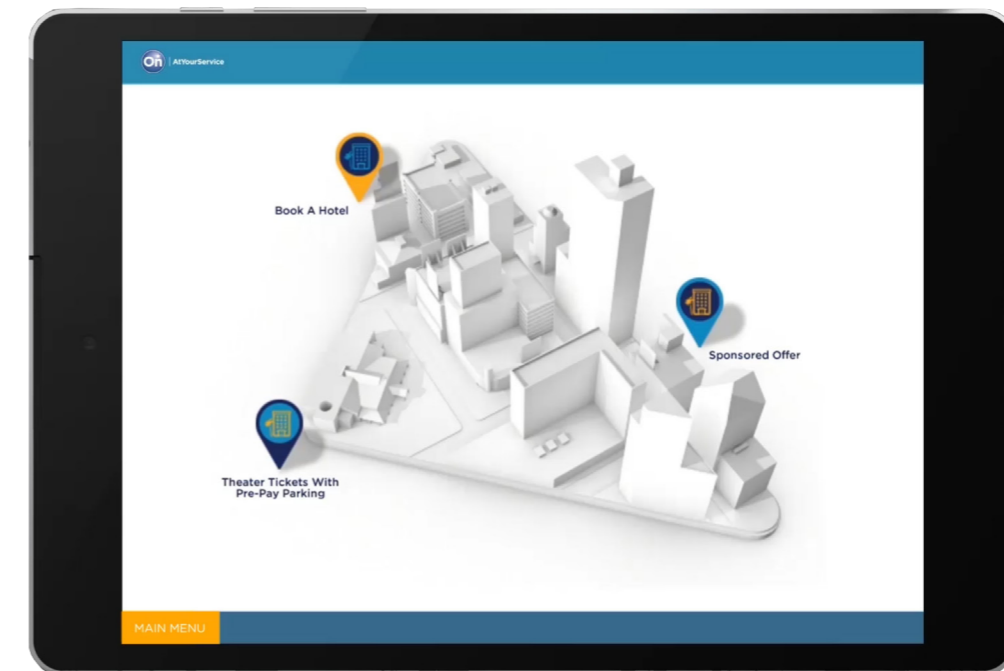 On | AtYourService
Book A Hotel
Sponsored Offer
Theater Tickets With
Pre-Pay Parking
MAIN MENU